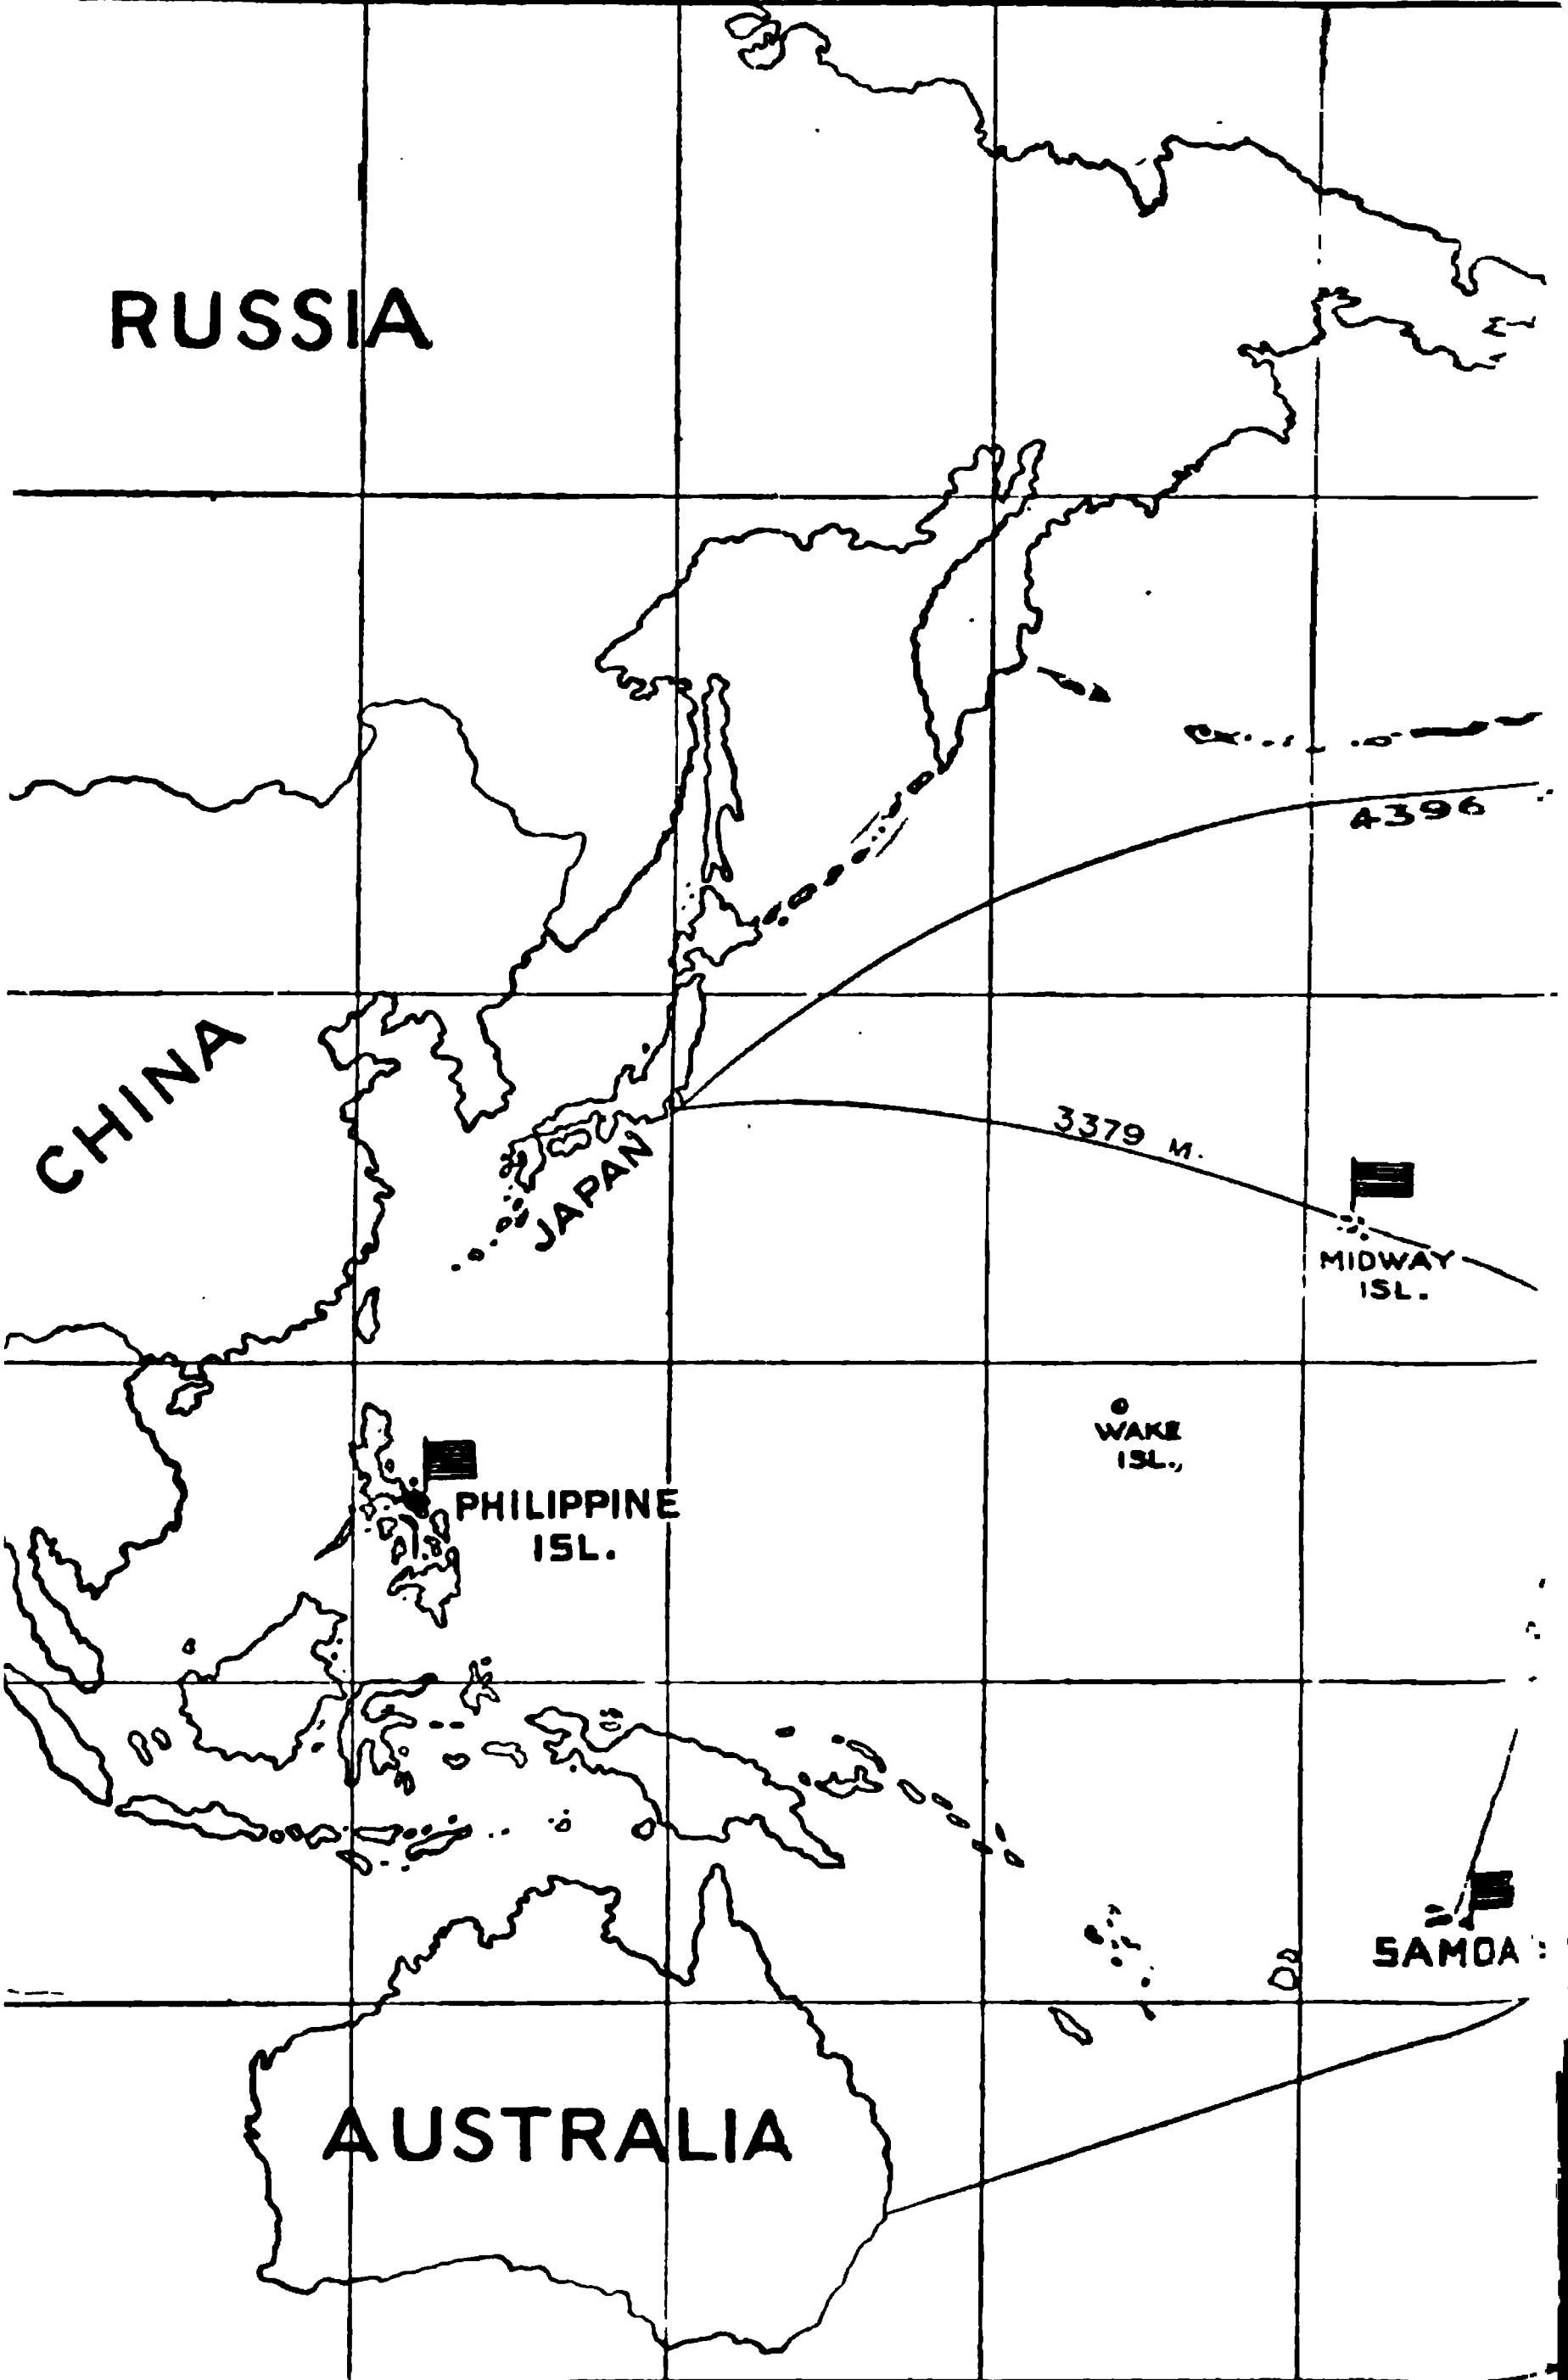 RUSSIA
4396
CHINA
3379 M.
JAPAN
MIDWAY
ISL.
WAKE
ISL.,
PHILIPPINE
ISL.
SAMOA
AUSTRALIA